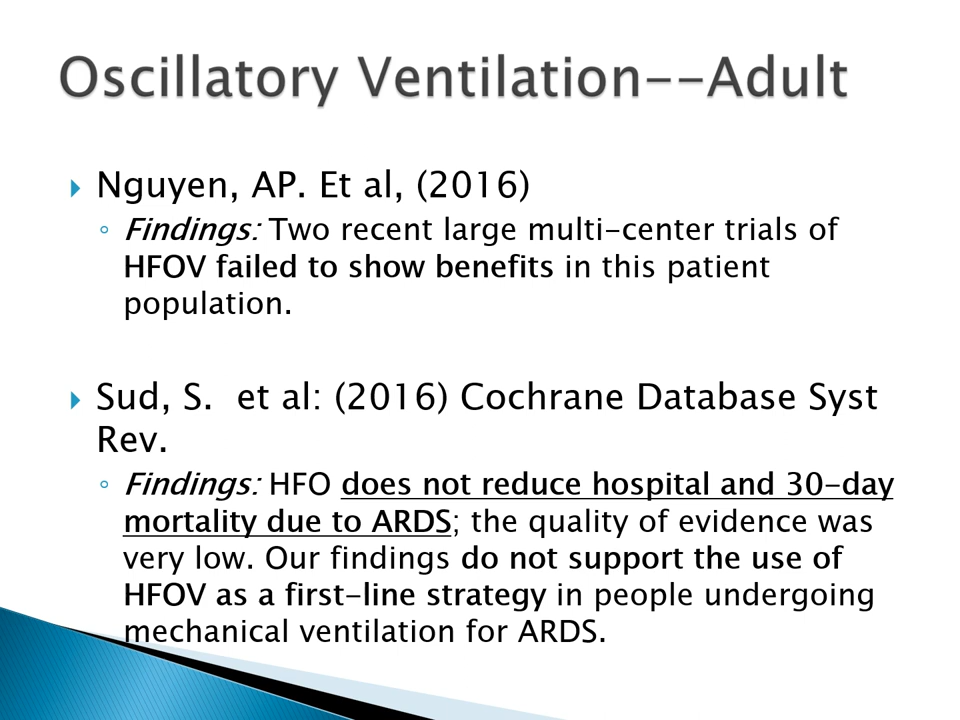 Oscillatory Ventilation--Adult
Nguyen, AP. Et al, (2016)
Findings: Two recent large multi-center trials of
HFOV failed to show benefits in this patient
population.
Sud, S.  et al: (2016) Cochrane Database Syst
Rev.
Findings: HFO does not reduce hospital and 30-day
mortality due to ARDS; the quality of evidence was
very low. Our findings do not support the use of
HFOV as a first-line strategy in people undergoing
mechanical ventilation for ARDS.